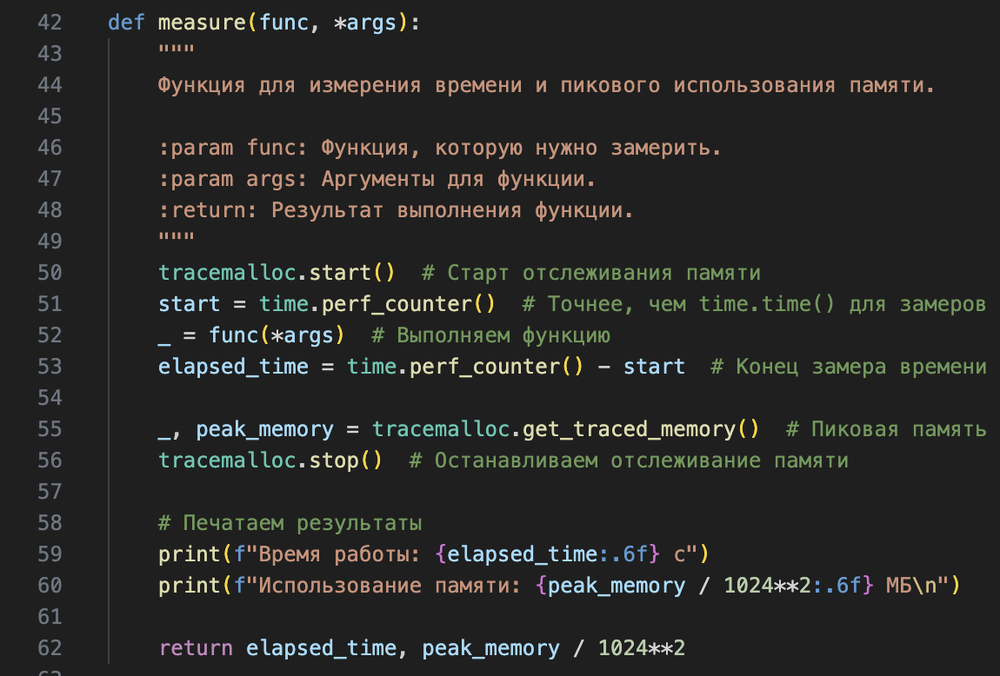 42 def measure(func, *args):
43 """
44 Функция для измерения времени и пикового использования памяти.
45
46 :param func: Функция, которую нужно замерить.
47 :param args: Аргументы для функции.
48 :return: Результат выполнения функции.
49 """
50 tracemalloc.start()  # Старт отслеживания памяти
51 start = time.perf_counter()  # Точнее, чем time.time() для замеров
52 _ = func(*args)  # Выполняем функцию
53 elapsed_time = time.perf_counter() - start  # Конец замера времени
54
55 _, peak_memory = tracemalloc.get_traced_memory()  # Пиковая память
56 tracemalloc.stop()  # Останавливаем отслеживание памяти
57
58 # Печатаем результаты
59 print(f"Время работы: {elapsed_time:.6f} с")
60 print(f"Использование памяти: {peak_memory / 1024**2:.6f} МБ\n")
61
62 return elapsed_time, peak_memory / 1024**2